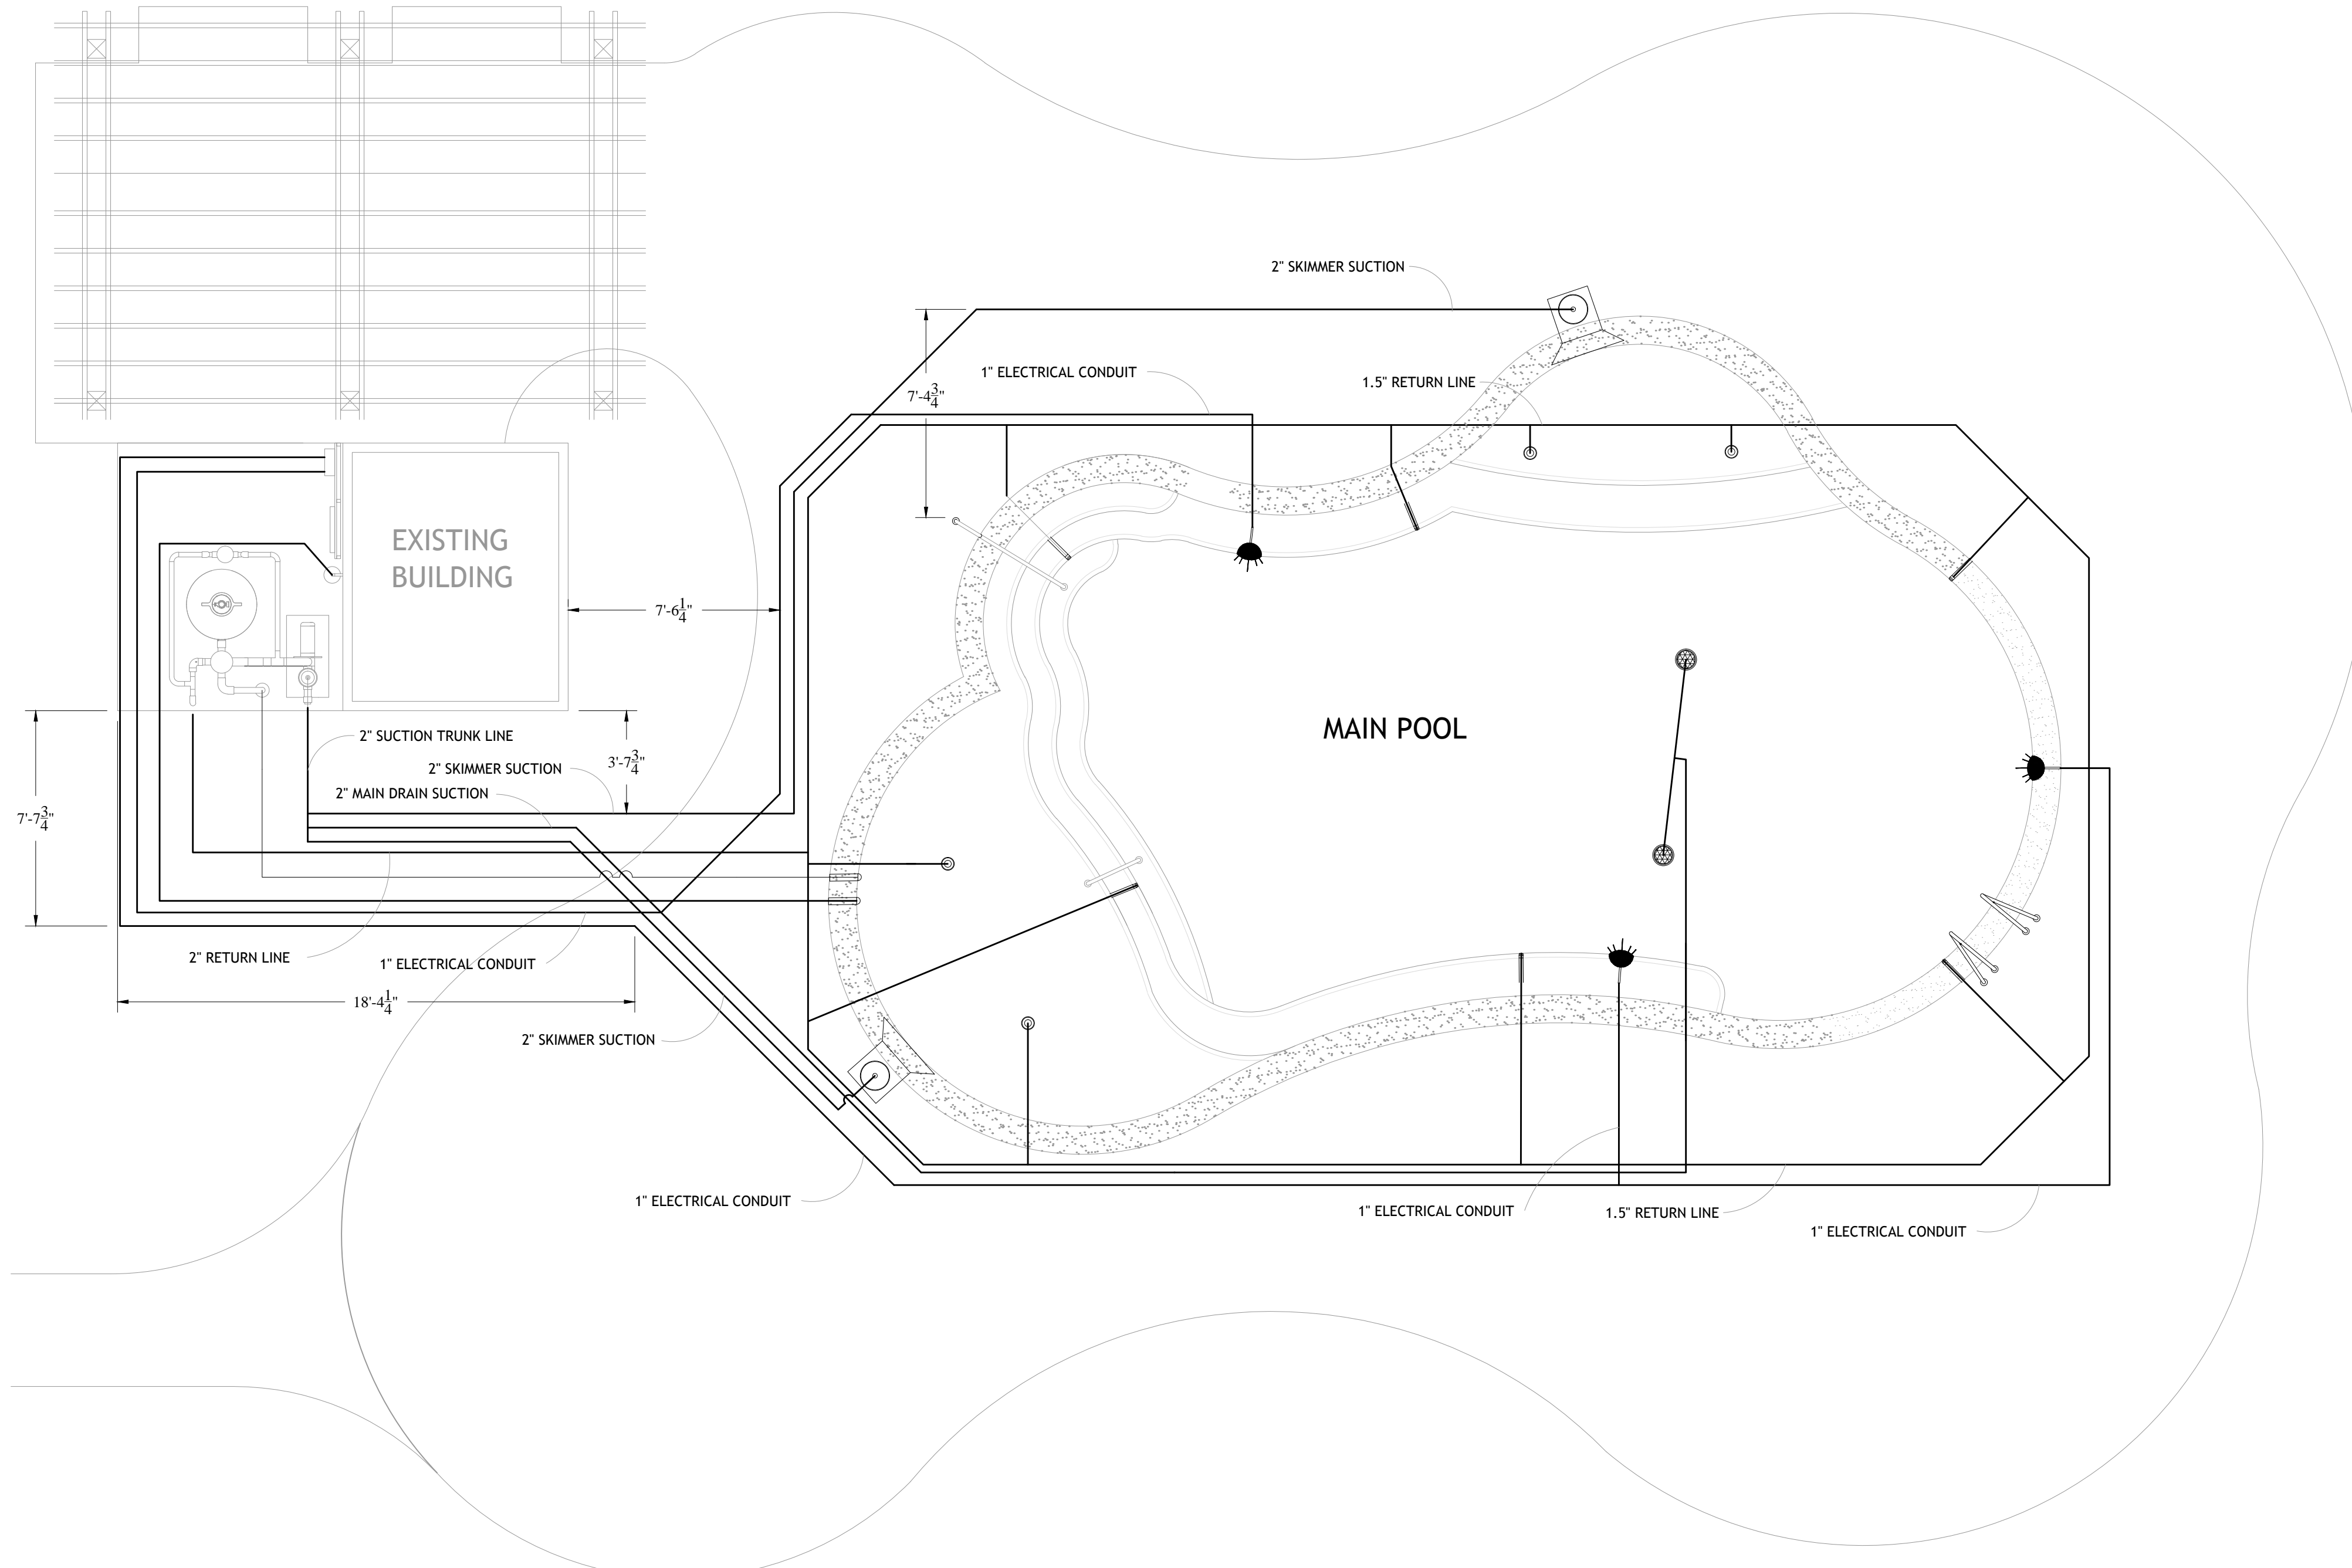 2" SKIMMER SUCTION
1" ELECTRICAL CONDUIT
1.5" RETURN LINE
7'-4 3/4"
EXISTING
BUILDING
7'-6 1/4"
MAIN POOL
2" SUCTION TRUNK LINE
2" SKIMMER SUCTION
3'-7 3/4"
2" MAIN DRAIN SUCTION
7'-7 3/4"
2" RETURN LINE
1" ELECTRICAL CONDUIT
18'-4 1/4"
2" SKIMMER SUCTION
1" ELECTRICAL CONDUIT
1" ELECTRICAL CONDUIT
1.5" RETURN LINE
1" ELECTRICAL CONDUIT